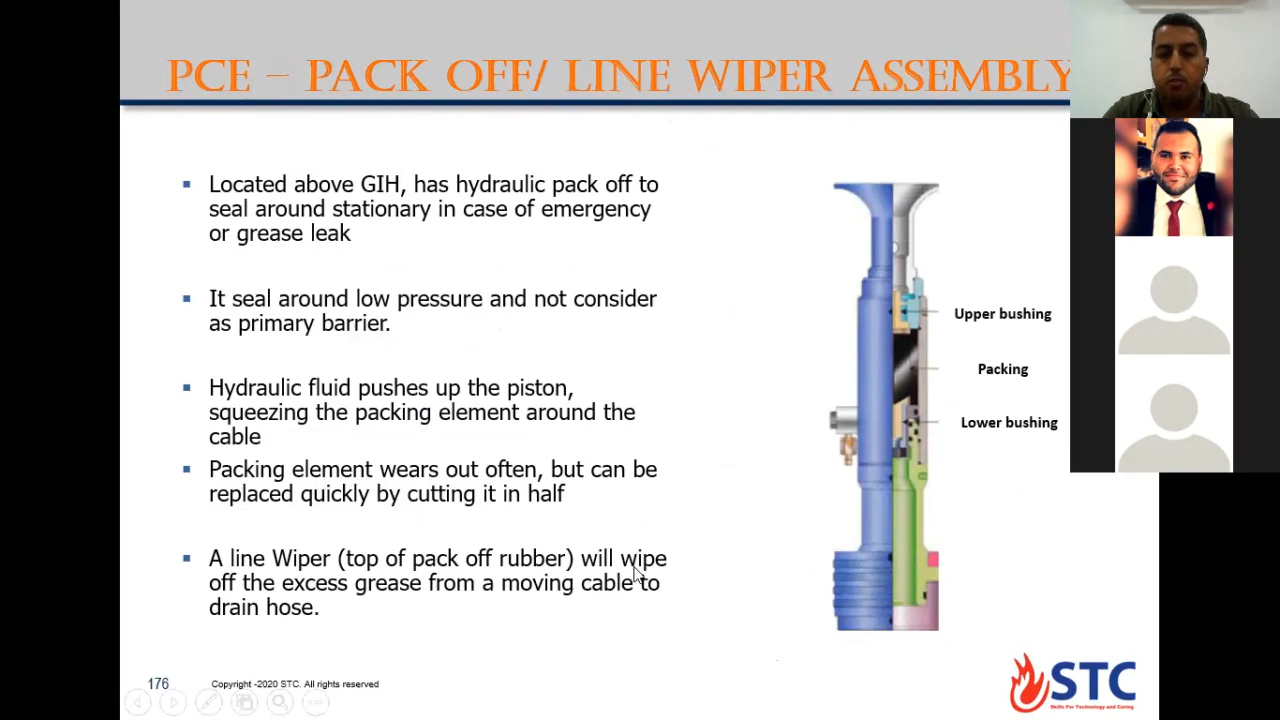 PCE – PACK OFF/ LINE WIPER ASSEMBLY
Located above GIH, has hydraulic pack off to
seal around stationary in case of emergency
or grease leak
It seal around low pressure and not consider
as primary barrier.
Hydraulic fluid pushes up the piston,
squeezing the packing element around the
cable
Packing element wears out often, but can be
replaced quickly by cutting it in half
A line Wiper (top of pack off rubber) will wipe
off the excess grease from a moving cable to
drain hose.
Upper bushing
Packing
Lower bushing
176
Copyright -2020 STC. All rights reserved
STC
Skills For Technology and Caring